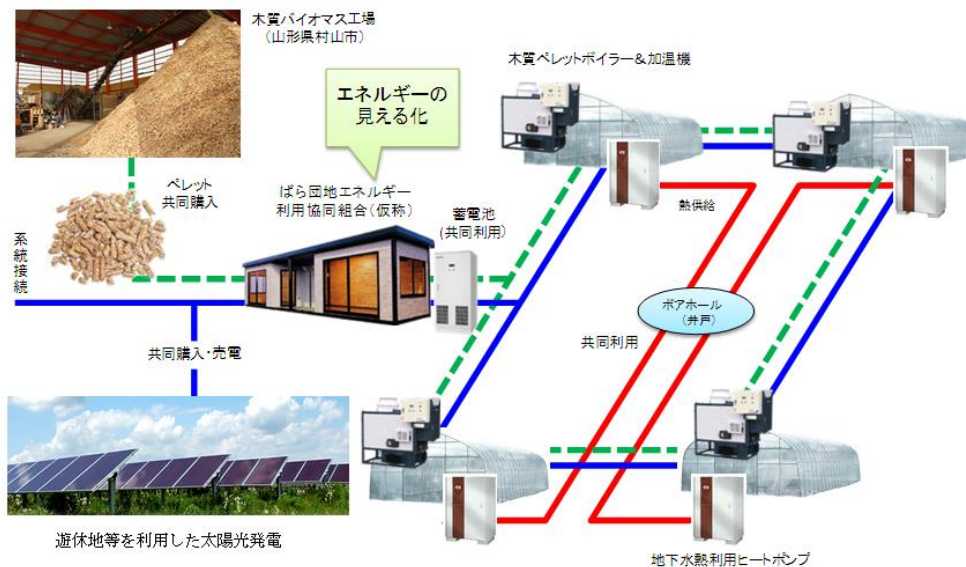 木質バイオマス工場
（山形県村山市）
木質ペレットボイラー＆加温機
エネルギーの
見える化
ペレット
共同購入
ばら団地エネルギー
利用協同組合（仮称）
蓄電池
(共同利用)
熱供給
系統接続
ボアホール
（井戸）
共同利用
共同購入・売電
遊休地等を利用した太陽光発電
地下水熱利用ヒートポンプ